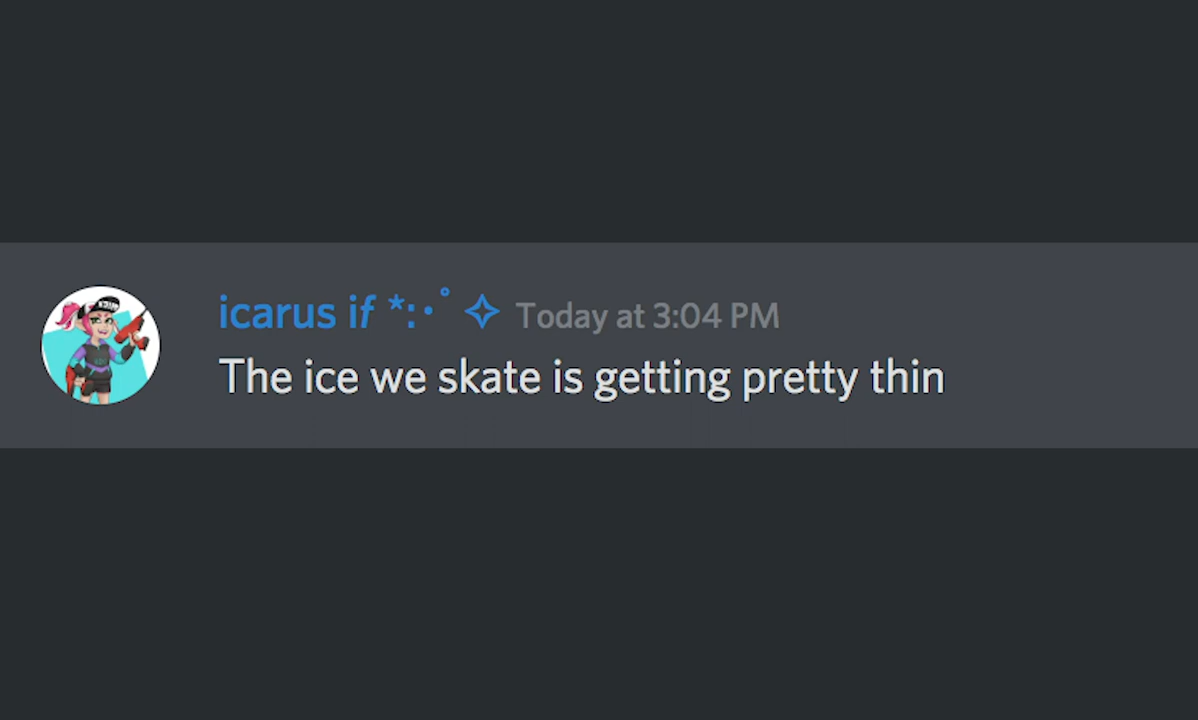 icarus if *:･ﾟ✧ Today at 3:04 PM
The ice we skate is getting pretty thin